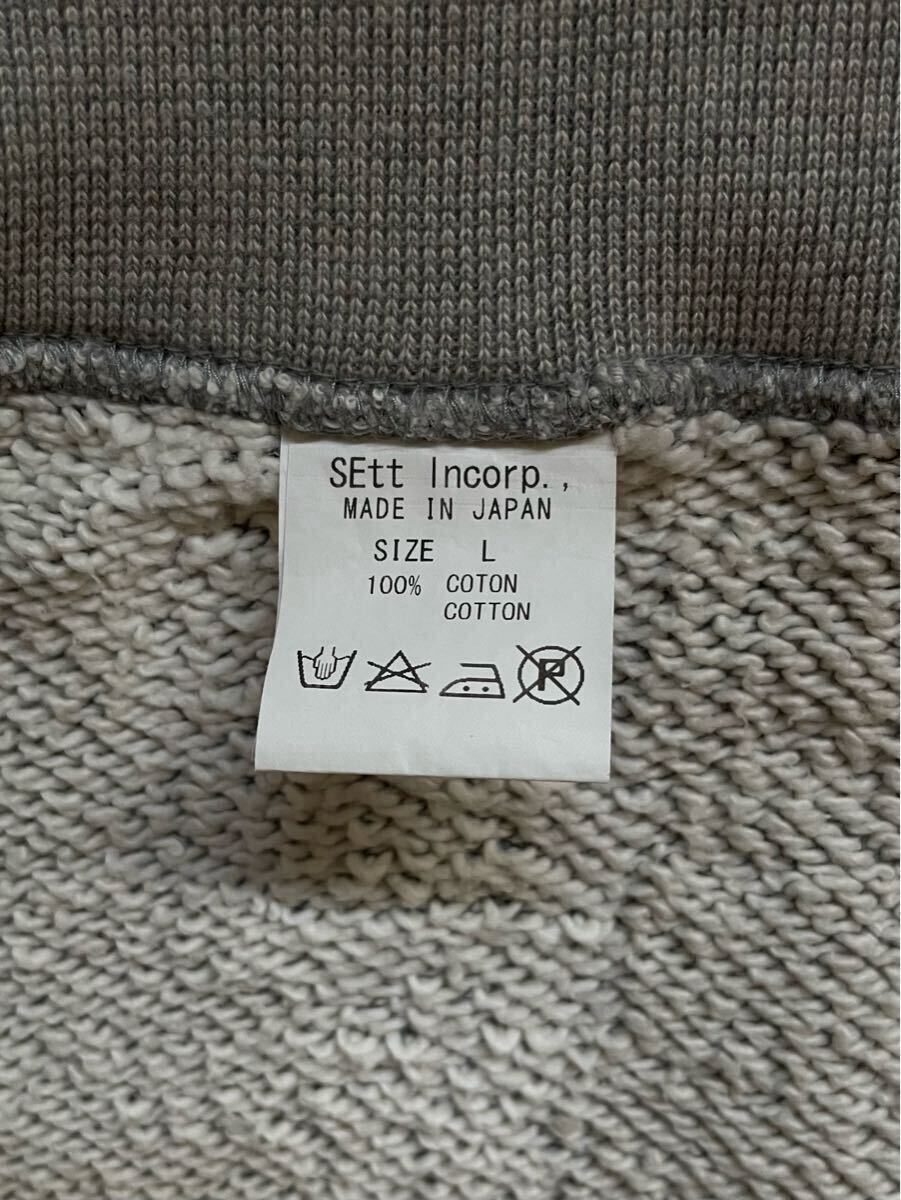 SEtt Incorp.,
MADE IN JAPAN
SIZE L
100% COTON
COTTON
P